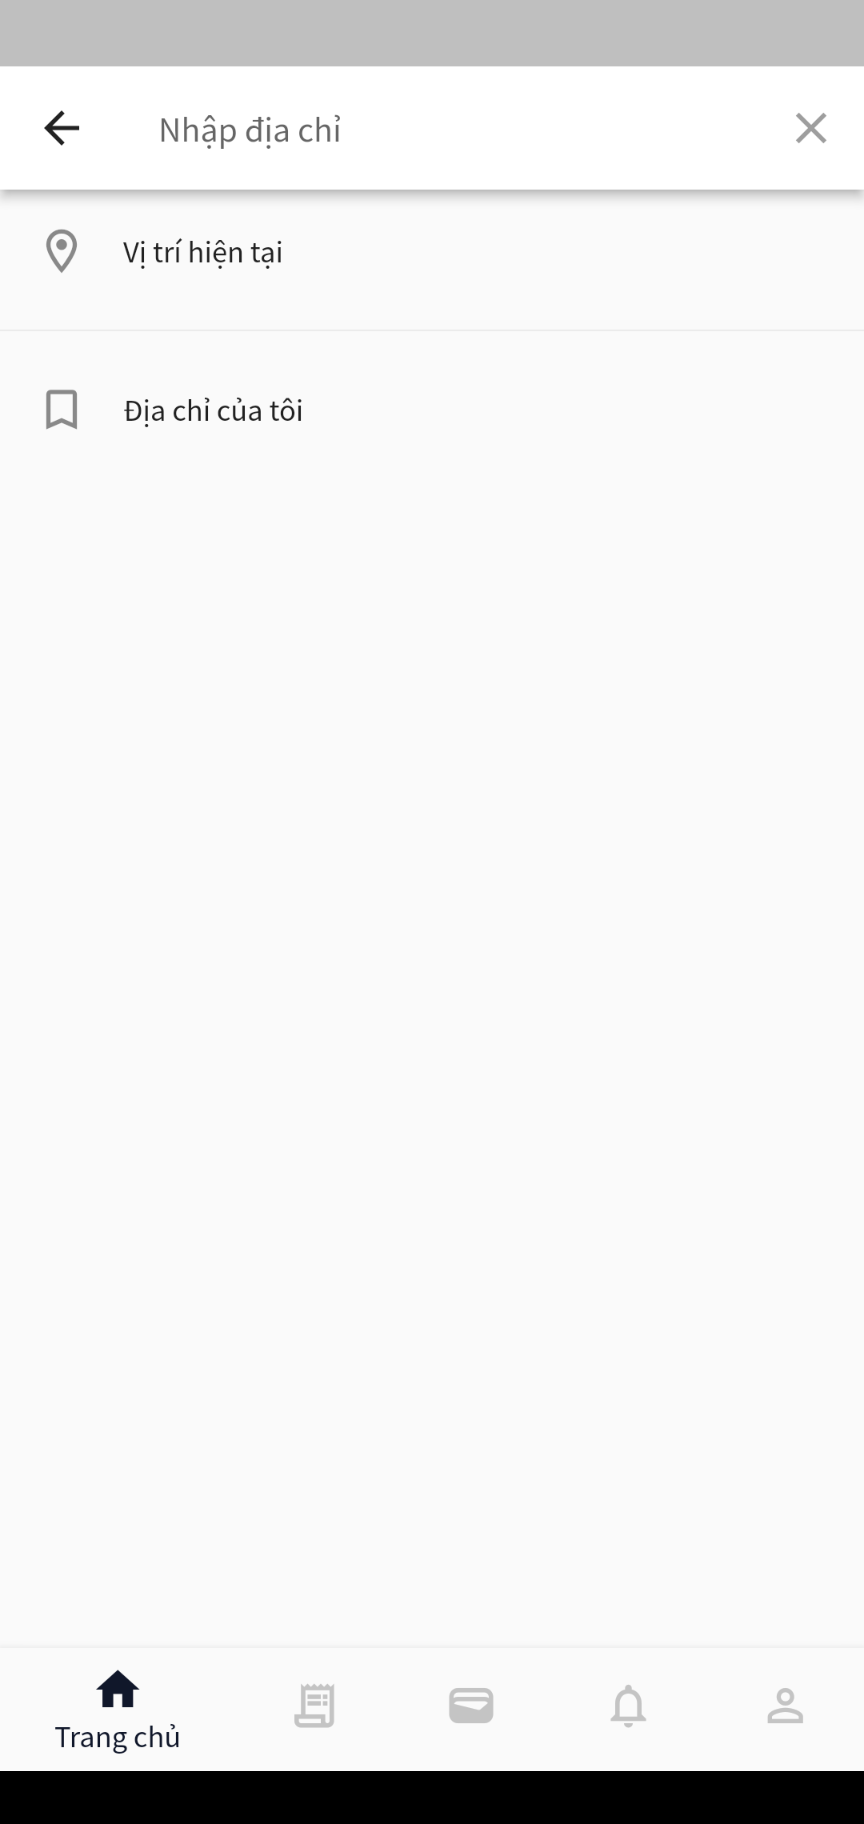 Nhập địa chỉ
Vị trí hiện tại
Địa chỉ của tôi
Trang chủ